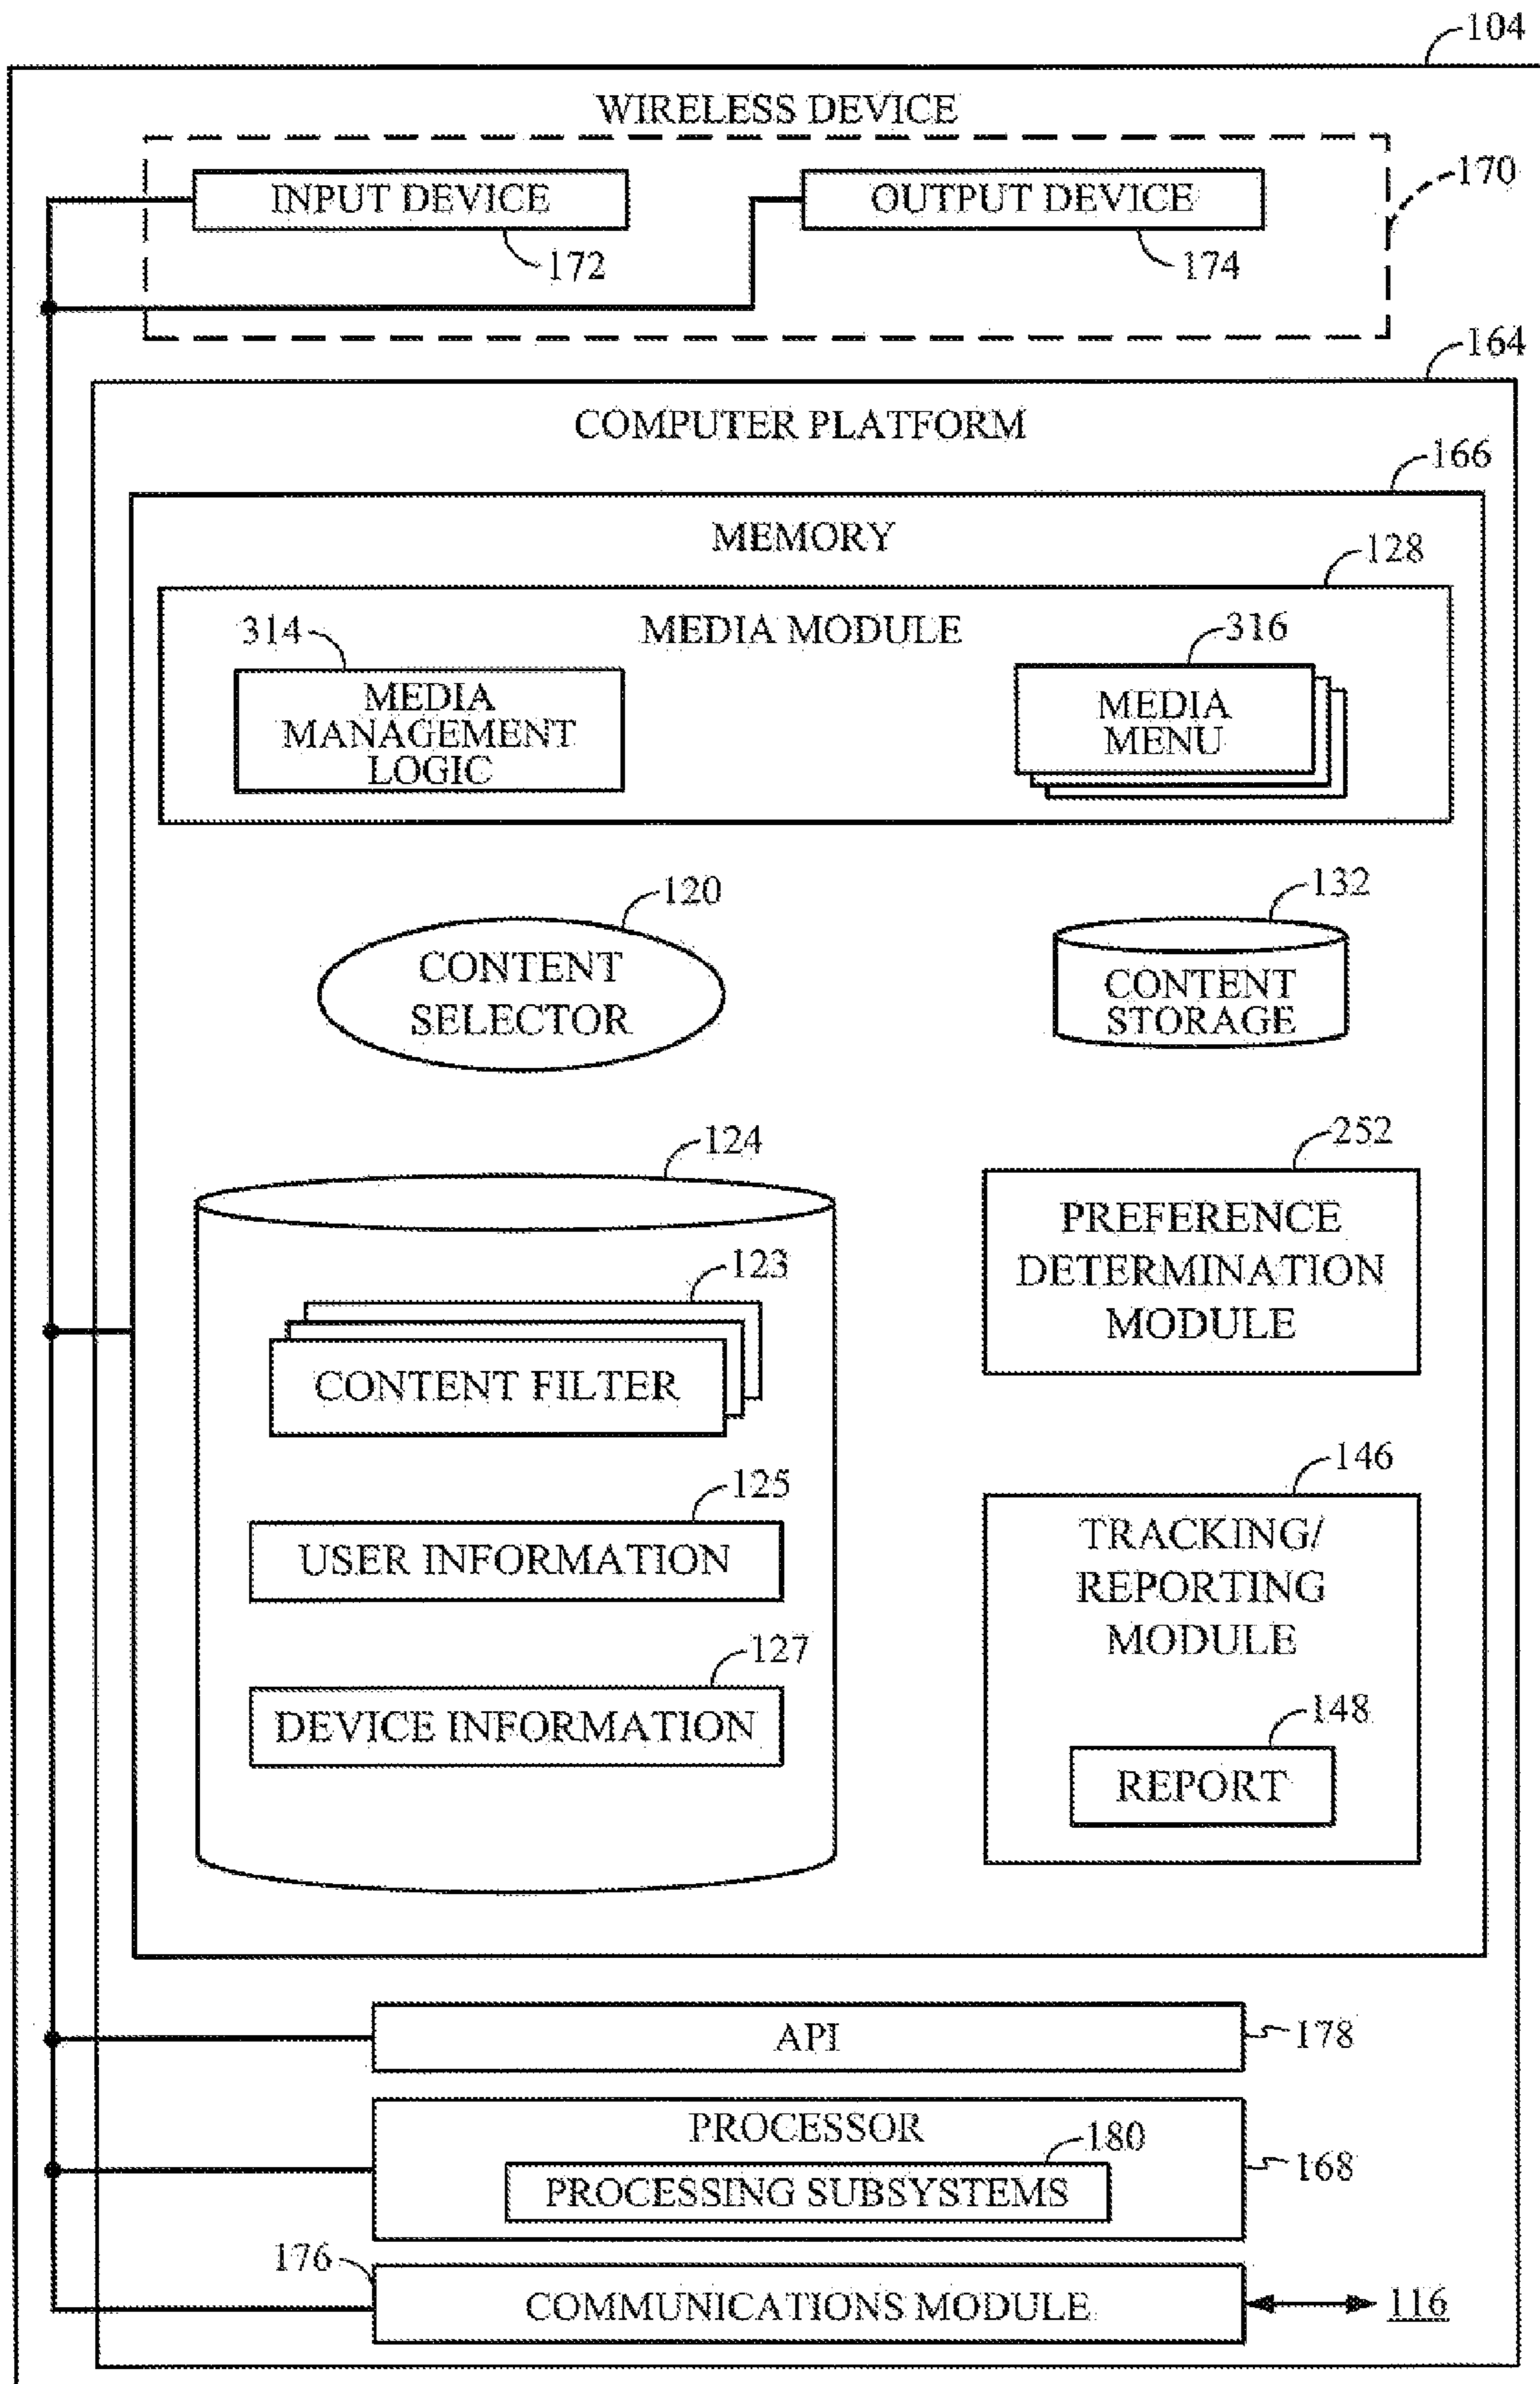 104
WIRELESS DEVICE
INPUT DEVICE
OUTPUT DEVICE
170
172
174
164
COMPUTER PLATFORM
166
MEMORY
128
314
MEDIA MODULE
316
MEDIA
MANAGEMENT
LOGIC
MEDIA
MENU
120
132
CONTENT
SELECTOR
CONTENT
STORAGE
124
252
123
CONTENT FILTER
PREFERENCE
DETERMINATION
MODULE
125
USER INFORMATION
146
TRACKING/
REPORTING
MODULE
127
DEVICE INFORMATION
148
REPORT
API
178
PROCESSOR
180
PROCESSING SUBSYSTEMS
168
176
COMMUNICATIONS MODULE
116